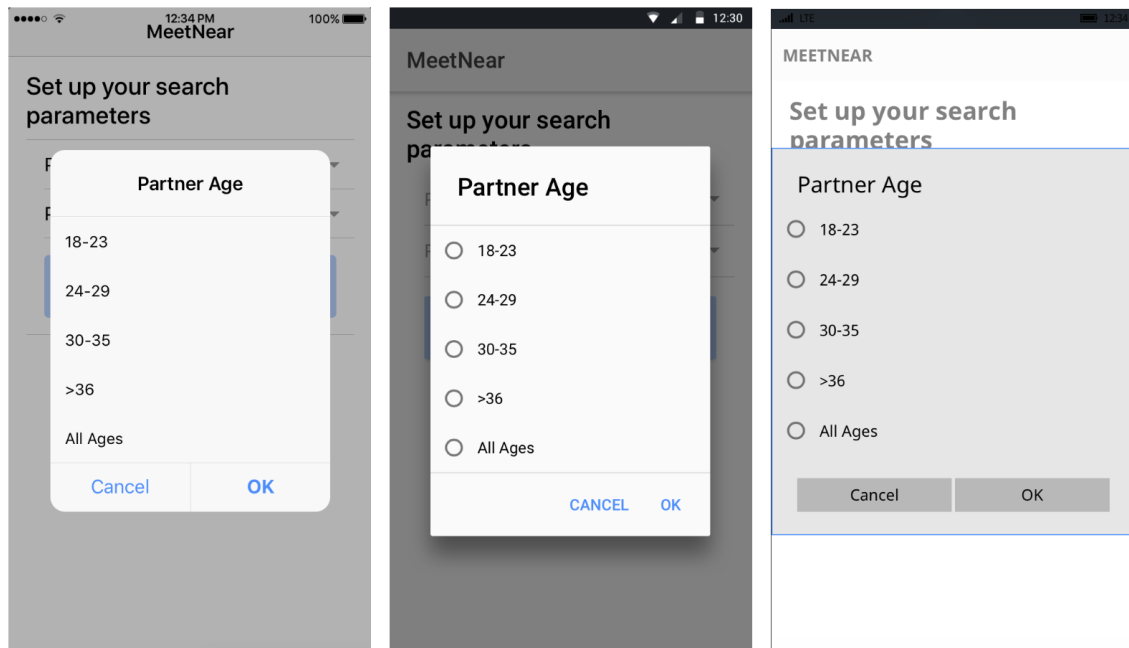 12:34 PM
100%
MeetNear
Set up your search
parameters
Partner Age
18-23
24-29
30-35
>36
All Ages
Cancel
OK
12:30
MeetNear
Set up your search
Partner Age
18-23
24-29
30-35
>36
All Ages
CANCEL
OK
LTE
12:34
MEETNEAR
Set up your search
parameters
Partner Age
18-23
24-29
30-35
>36
All Ages
Cancel
OK